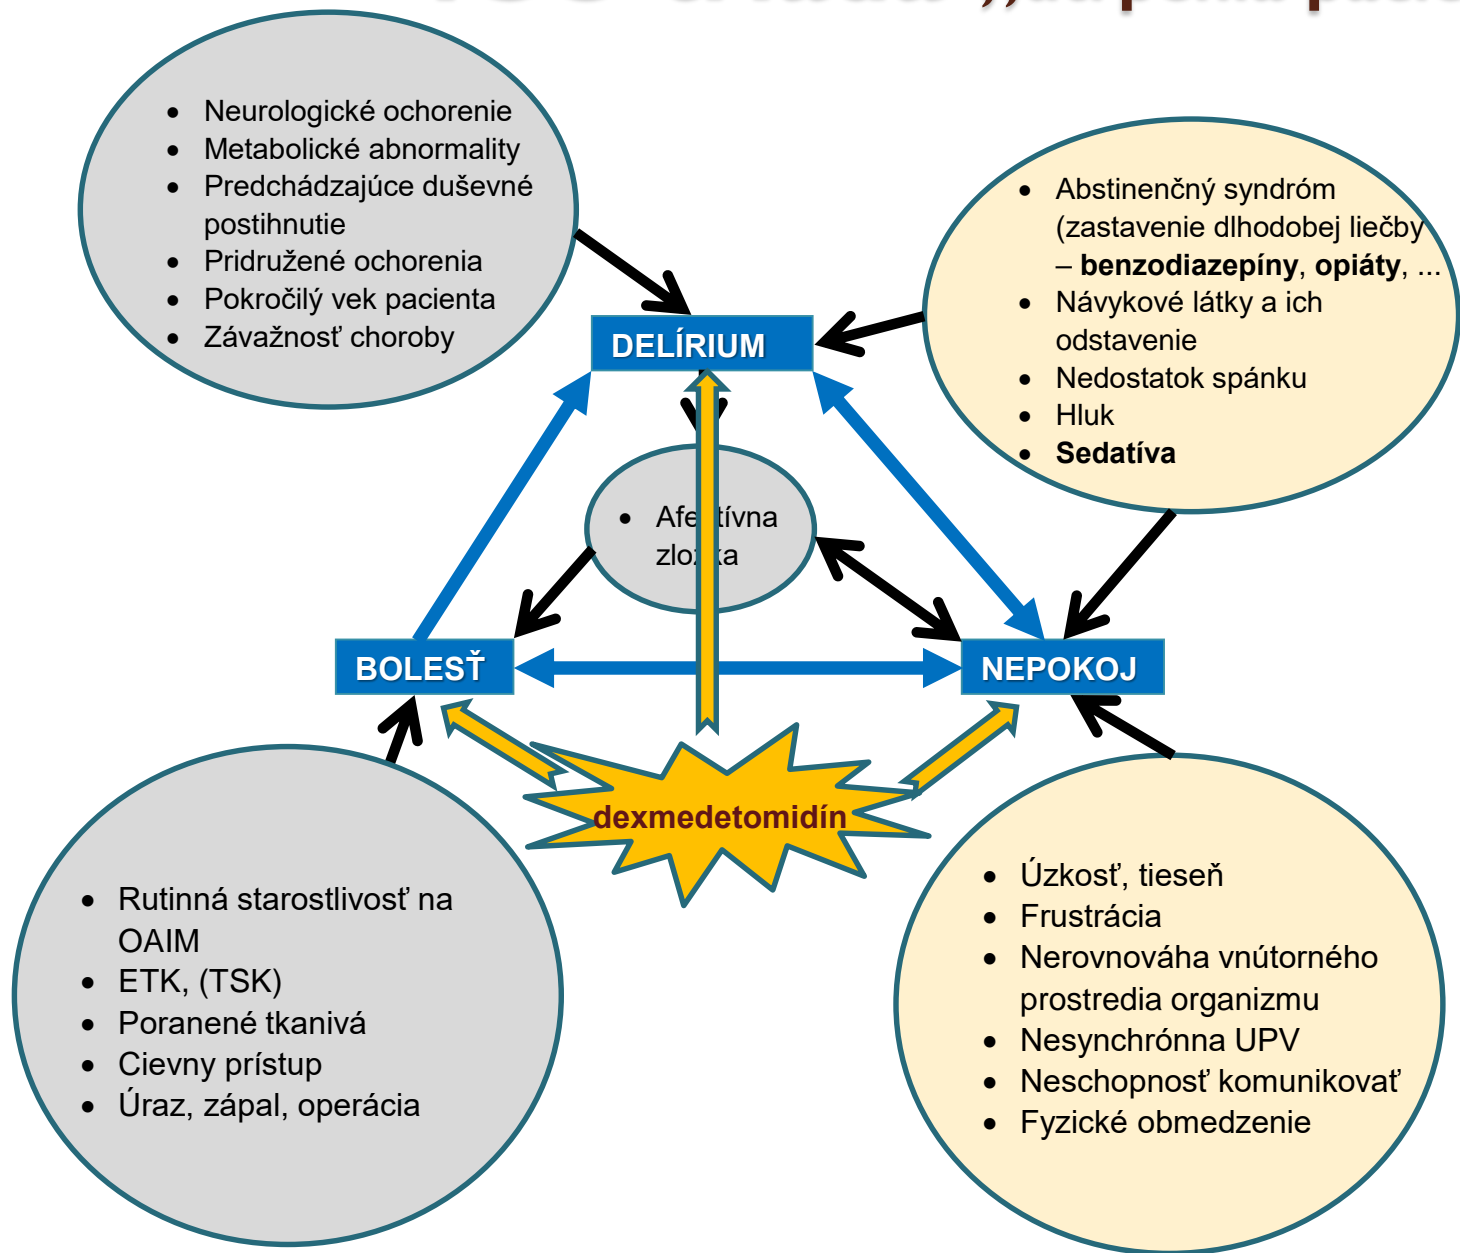 • Neurologické ochorenie
• Metabolické abnormality
• Predchádzajúce duševné
postihnutie
• Pridružené ochorenia
• Pokročilý vek pacienta
• Závažnosť choroby
• Abstinenčný syndróm
(zastavenie dlhodobej liečby
– benzodiazepíny, opiáty, ...
• Návykové látky a ich
odstavenie
• Nedostatok spánku
• Hluk
• Sedatíva
DELÍRIUM
• Afektívna
zložka
BOLESŤ
NEPOKOJ
dexmedetomidín
• Rutinná starostlivosť na
OAIM
• ETK, (TSK)
• Poranené tkanivá
• Cievny prístup
• Úraz, zápal, operácia
• Úzkosť, tieseň
• Frustrácia
• Nerovnováha vnútorného
prostredia organizmu
• Nesynchrónna UPV
• Neschopnosť komunikovať
• Fyzické obmedzenie